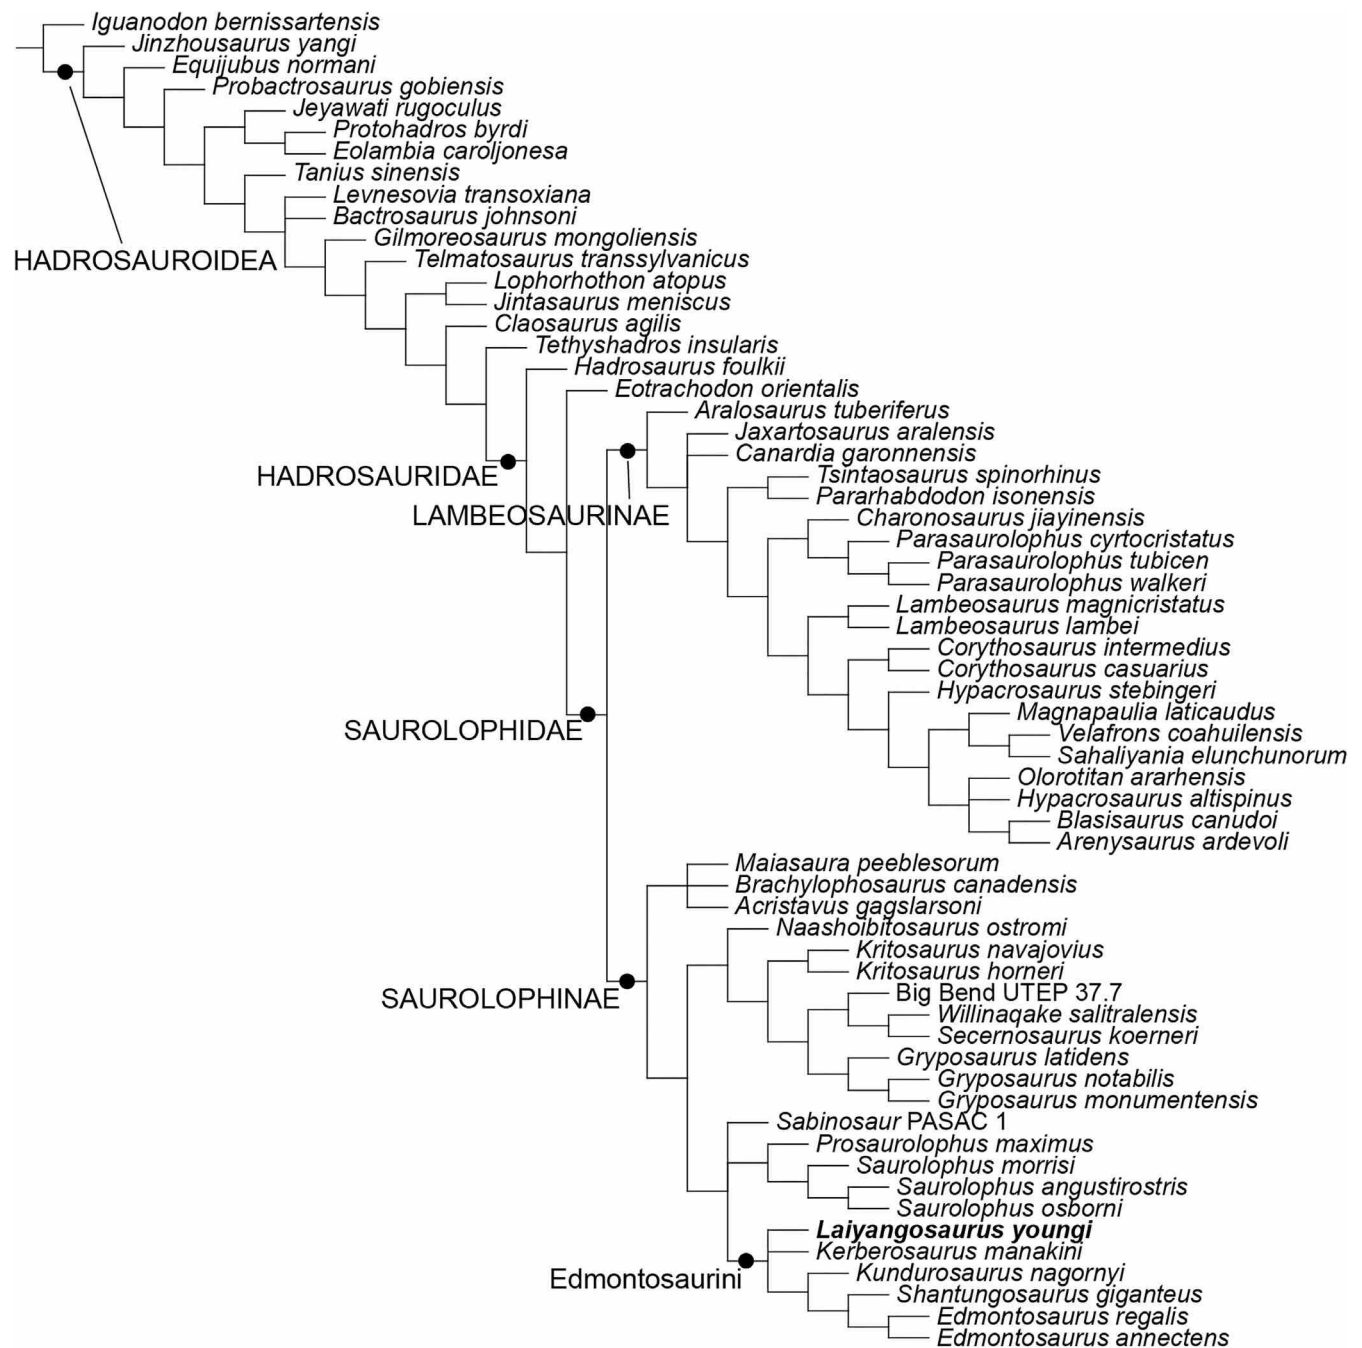 Iguanodon bernissartensis
Jinzhousaurus yangi
Equijubus normani
Probactrosaurus gobiensis
Jeyawati rugoculus
Protohadros byrdi
Eolambia caroljonesa
Tanius sinensis
Levnesovia transoxiana
Bactrosaurus johnsoni
Gilmoreosaurus mongoliensis
HADROSAUROIDEA
Telmatosaurus transsylvanicus
Lophorhothon atopus
Jintasaurus meniscus
Claosaurus agilis
Tethyshadros insularis
Hadrosaurus foulkii
Eotrachodon orientalis
Aralosaurus tuberiferus
Jaxartosaurus aralensis
Canardia garonnensis
HADROSAURIDAE
Tsintaosaurus spinorhinus
Pararhabdodon isonensis
LAMBEOSAURINAE
Charonosaurus jiayinensis
Parasaurolophus cyrtocristatus
Parasaurolophus tubicen
Parasaurolophus walkeri
Lambeosaurus magnicristatus
Lambeosaurus lambei
Corythosaurus intermedius
Corythosaurus casuarius
Hypacrosaurus stebingeri
Magnapaulia laticaudus
SAUROLOPHIDAE
Velafrons coahuilensis
Sahaliyania elunchunorum
Olorotitan ararhensis
Hypacrosaurus altispinus
Blasisaurus canudoi
Arenysaurus ardevoli
Maiasaura peeblesorum
Brachylophosaurus canadensis
Acristavus gagslarsoni
Naashoibitosaurus ostromi
Kritosaurus navajovius
Kritosaurus horneri
SAUROLOPHINAE
Big Bend UTEP 37.7
Willinaqake salitralensis
Secernosaurus koerneri
Gryposaurus latidens
Gryposaurus notabilis
Gryposaurus monumentensis
Sabinosaur PASAC 1
Prosaurolophus maximus
Saurolophus morrisi
Saurolophus angustirostris
Saurolophus osborni
Laiyangosaurus youngi
Kerberosaurus manakini
Edmontosaurini
Kundurosaurus nagornyi
Shantungosaurus giganteus
Edmontosaurus regalis
Edmontosaurus annectens